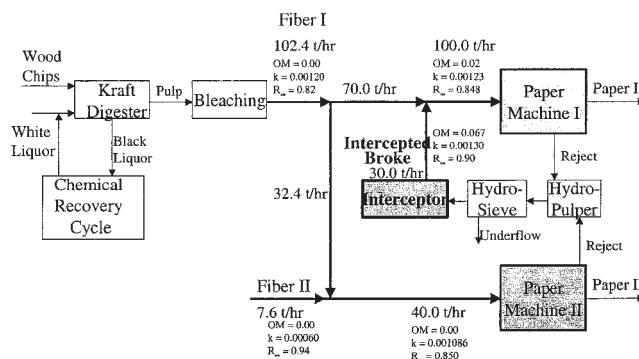 Fiber I
102.4 t/hr
OM = 0.00
k = 0.00120
R∞ = 0.82
100.0 t/hr
OM = 0.02
k = 0.00123
R∞ = 0.848
Wood
Chips
Kraft
Digester
Pulp
Bleaching
70.0 t/hr
Paper
Machine I
Paper I
White
Liquor
Black
Liquor
Chemical
Recovery
Cycle
OM = 0.067
k = 0.00130
R∞ = 0.90
Intercepted
Broke
30.0 t/hr
Interceptor
Hydro-
Sieve
Hydro-
Pulper
Reject
Underflow
Reject
32.4 t/hr
Fiber II
7.6 t/hr
OM = 0.00
k = 0.00060
R∞ = 0.94
40.0 t/hr
OM = 0.00
k = 0.001086
R∞ = 0.850
Paper
Machine II
Paper II